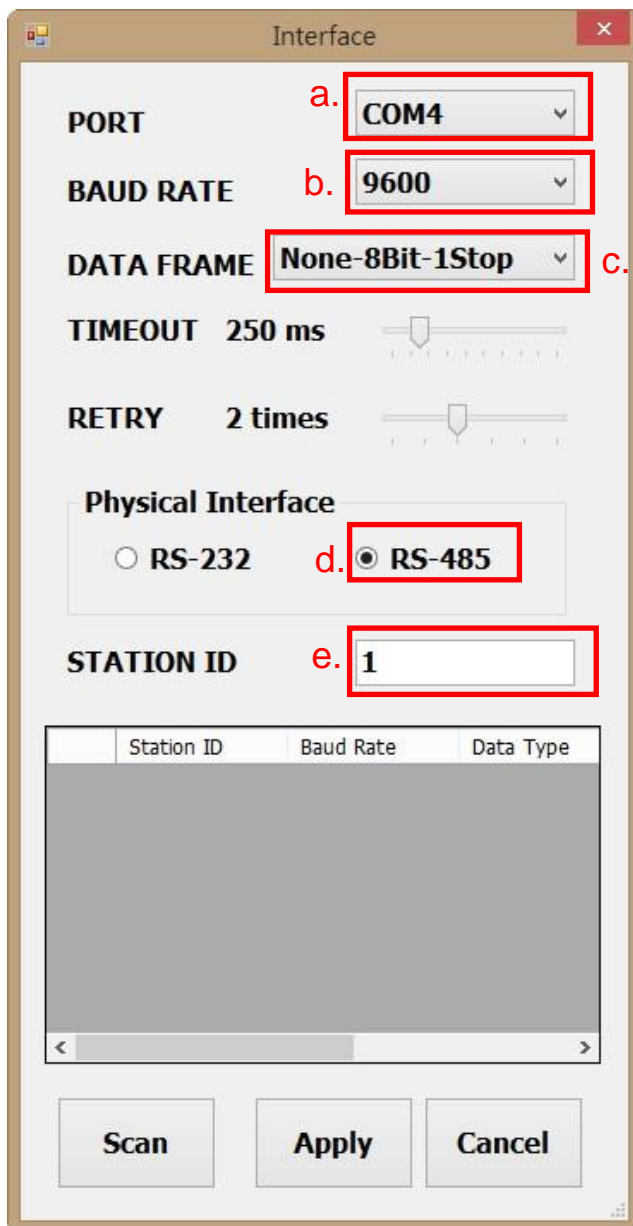 Interface
PORT a. COM4
BAUD RATE b. 9600
DATA FRAME None-8Bit-1Stop c.
TIMEOUT 250 ms
RETRY 2 times
Physical Interface
RS-232 d. RS-485
STATION ID e. 1
Station ID Baud Rate Data Type
Scan Apply Cancel